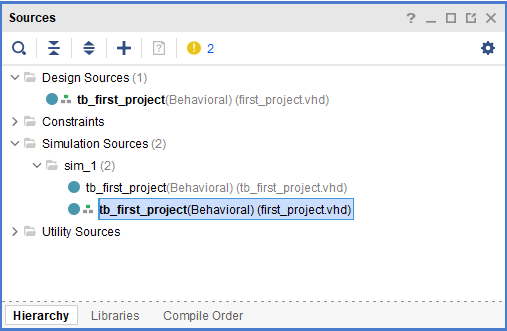 Sources
? 2
Design Sources (1)
tb_first_project(Behavioral) (first_project.vhd)
Constraints
Simulation Sources (2)
sim_1 (2)
tb_first_project(Behavioral) (tb_first_project.vhd)
tb_first_project(Behavioral) (first_project.vhd)
Utility Sources
Hierarchy Libraries Compile Order